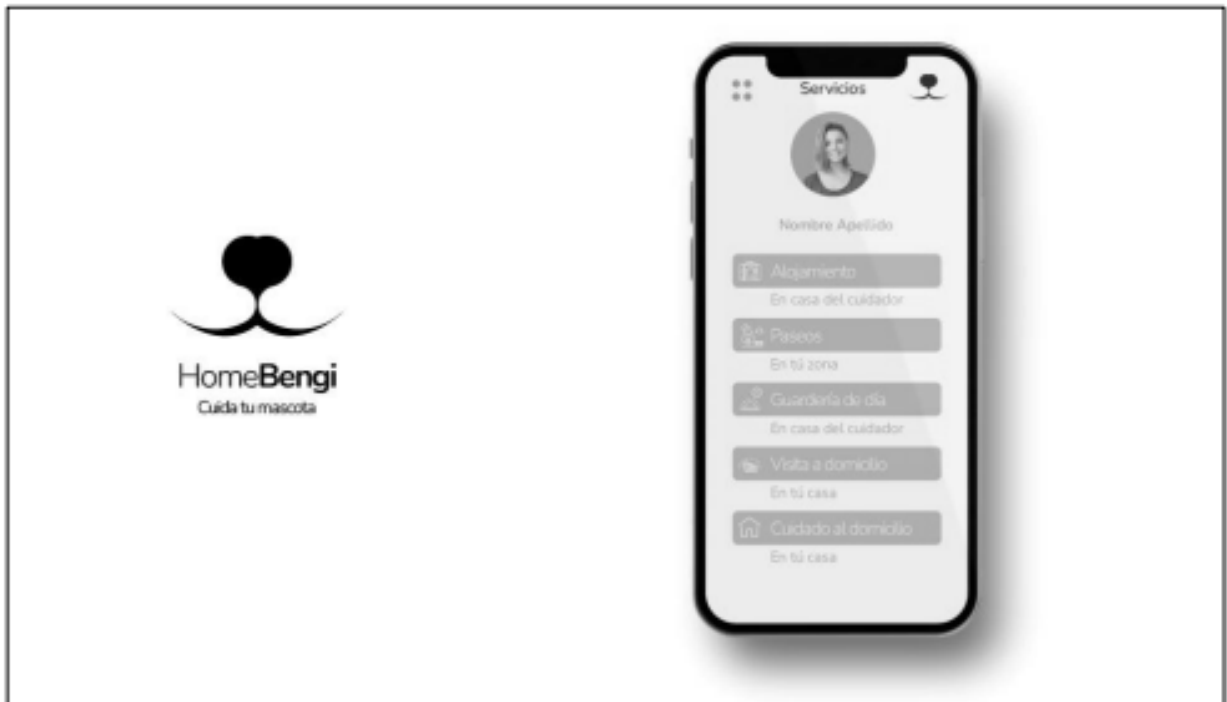 HomeBengi
Cuida tu mascota
Servicios
Nombre Apellido
Alojamiento
En casa del cuidador
Paseos
En tú zona
Guardería de día
En casa del cuidador
Visita a domicilio
En tú casa
Cuidado al domicilio
En tú casa